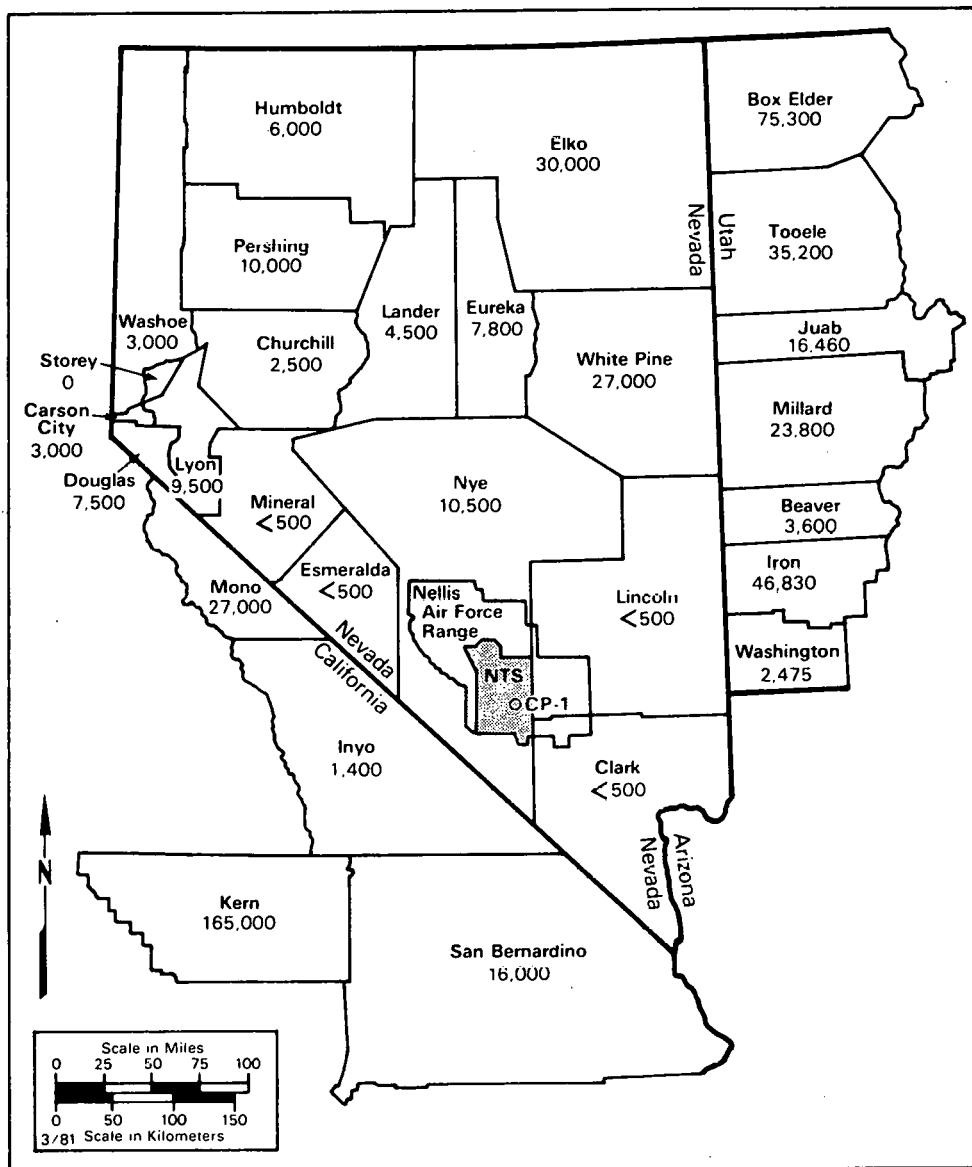 Humboldt
6,000
Elko
30,000
Box Elder
75,300
Nevada
Utah
Pershing
10,000
Tooele
35,200
Lander
4,500
Eureka
7,800
Washoe
3,000
Churchill
2,500
White Pine
27,000
Juab
16,460
Storey
0
Carson
City
3,000
Millard
23,800
Douglas
7,500
Lyon
9,500
Mineral
<500
Nye
10,500
Beaver
3,600
Esmeralda
<500
Iron
46,830
Mono
27,000
Nellis
Air Force
Range
Lincoln
<500
Nevada
California
Washington
2,475
NTS
CP-1
Inyo
1,400
Clark
<500
Arizona
Nevada
N
Kern
165,000
San Bernardino
16,000
Scale in Miles
0 25 50 75 100
0 50 100 150
3/81 Scale in Kilometers